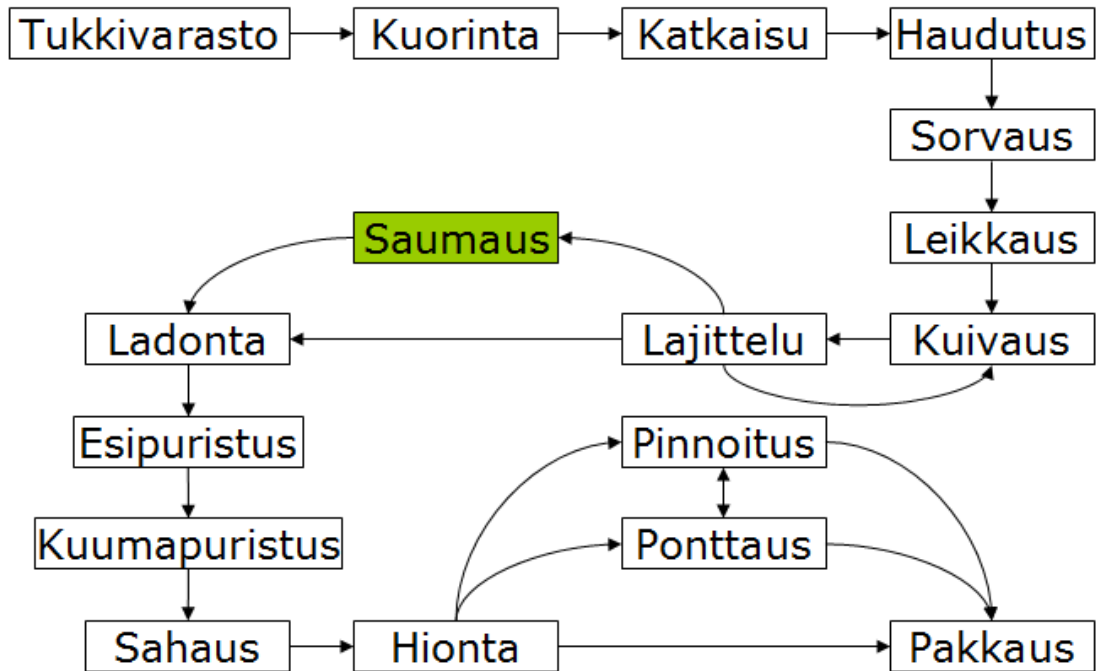 Tukkivarasto
Kuorinta
Katkaisu
Haudutus
Sorvaus
Saumaus
Leikkaus
Ladonta
Lajittelu
Kuivaus
Esipuristus
Pinnoitus
Kuumapuristus
Ponttaus
Sahaus
Hionta
Pakkaus